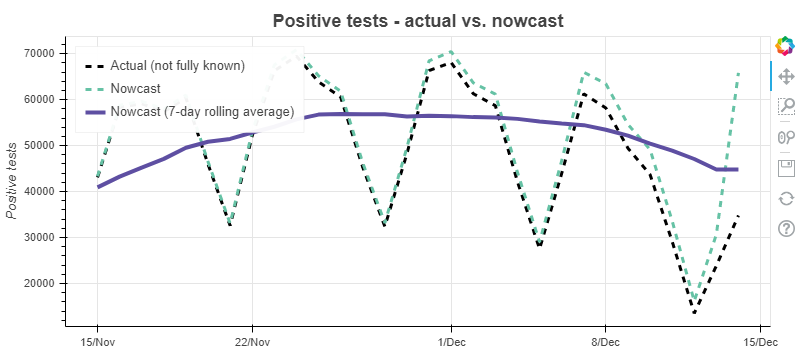 Positive tests - actual vs. nowcast
Positive tests
70000
60000
50000
40000
30000
20000
Actual (not fully known)
Nowcast
Nowcast (7-day rolling average)
15/Nov
22/Nov
1/Dec
8/Dec
15/Dec